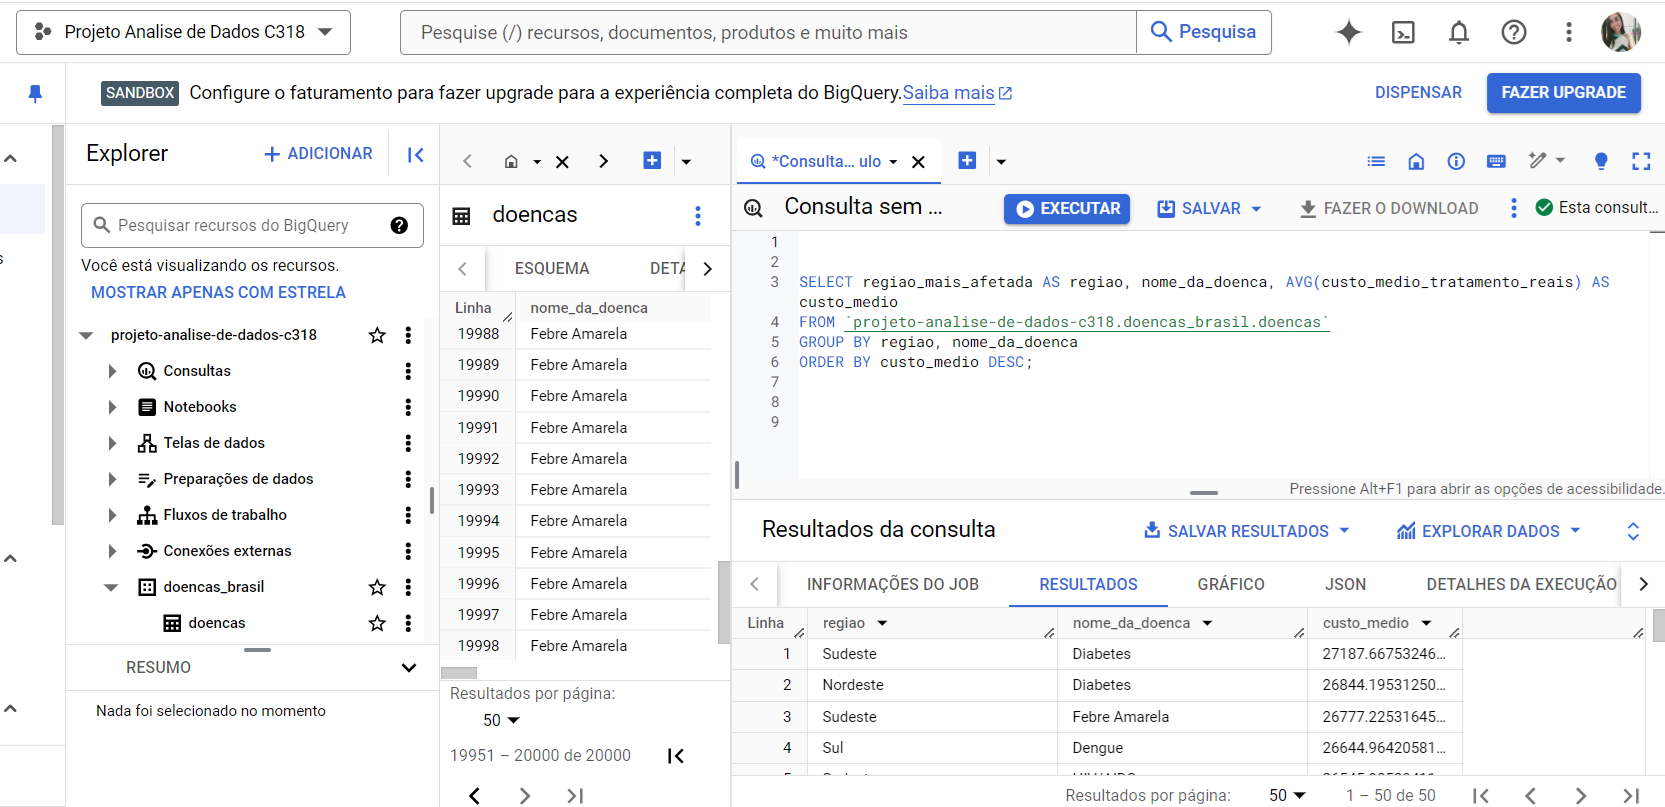 Projeto Analise de Dados C318
Pesquise (/) recursos, documentos, produtos e muito mais
Pesquisa
SANDBOX Configure o faturamento para fazer upgrade para a experiência completa do BigQuery. Saiba mais
DISPENSAR
FAZER UPGRADE
Explorer
ADICIONAR
Pesquisar recursos do BigQuery
Você está visualizando os recursos.
MOSTRAR APENAS COM ESTRELA
projeto-analise-de-dados-c318
Consultas
Notebooks
Telas de dados
Preparações de dados
Fluxos de trabalho
Conexões externas
doencas_brasil
doencas
RESUMO
Nada foi selecionado no momento
doencas
ESQUEMA DETA
Linha nome_da_doenca
19988 Febre Amarela
19989 Febre Amarela
19990 Febre Amarela
19991 Febre Amarela
19992 Febre Amarela
19993 Febre Amarela
19994 Febre Amarela
19995 Febre Amarela
19996 Febre Amarela
19997 Febre Amarela
19998 Febre Amarela
Resultados por página:
50
19951 – 20000 de 20000
*Consulta... ulo
Consulta sem ...
EXECUTAR
SALVAR
FAZER O DOWNLOAD
Esta consult...
1
2
3 SELECT regiao_mais_afetada AS regiao, nome_da_doenca, AVG(custo_medio_tratamento_reais) AS
custo_medio
4 FROM `projeto-analise-de-dados-c318.doencas_brasil.doencas`
5 GROUP BY regiao, nome_da_doenca
6 ORDER BY custo_medio DESC;
7
8
9
Pressione Alt+F1 para abrir as opções de acessibilidade.
Resultados da consulta
SALVAR RESULTADOS
EXPLORAR DADOS
INFORMAÇÕES DO JOB RESULTADOS GRÁFICO JSON DETALHES DA EXECUÇÃO
Linha regiao nome_da_doenca custo_medio
1 Sudeste Diabetes 27187.66753246...
2 Nordeste Diabetes 26844.19531250...
3 Sudeste Febre Amarela 26777.22531645...
4 Sul Dengue 26644.96420581...
Resultados por página: 50 1 – 50 de 50